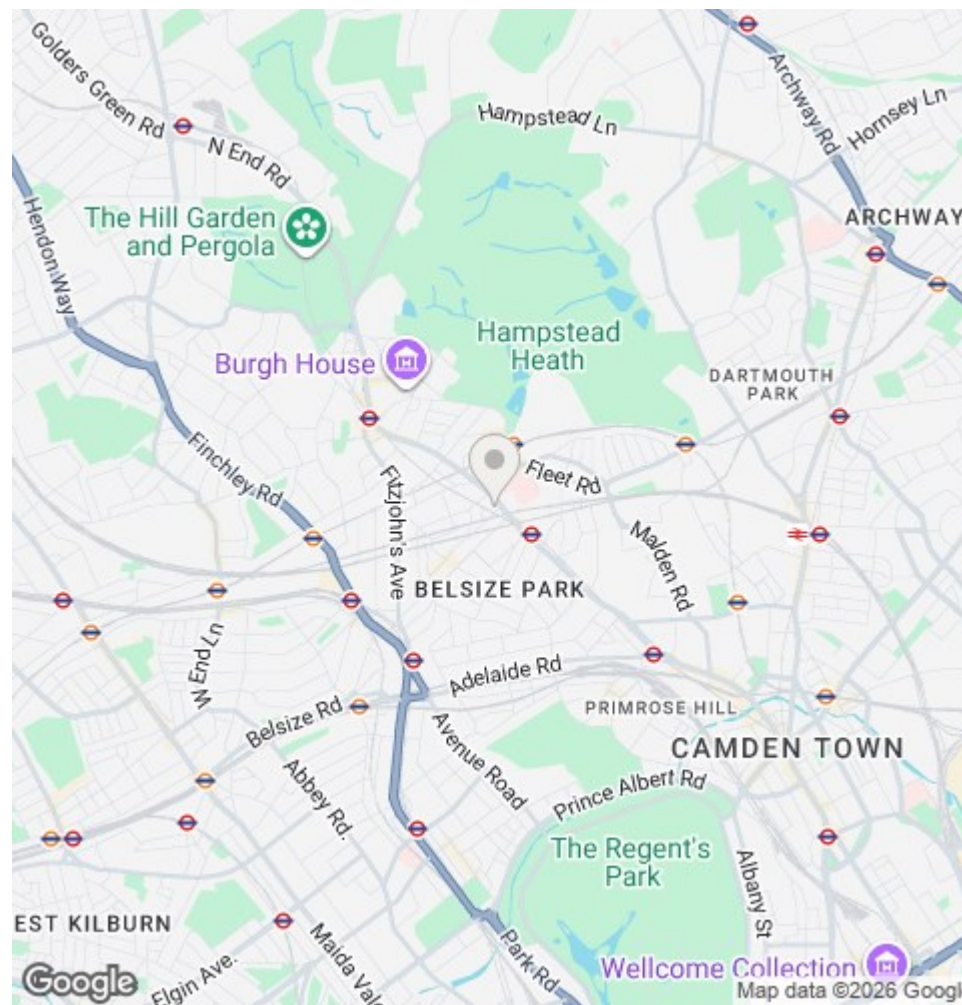 Golders Green Rd
N End Rd
Hampstead Ln
Archway Rd
Hornsey Ln
Hendon Way
The Hill Garden
and Pergola
ARCHWAY
Burgh House
Hampstead
Heath
DARTMOUTH
PARK
Finchley Rd
Fitzjohn's Ave
Fleet Rd
Malden Rd
BELSIZE PARK
W End Ln
Adelaide Rd
Belsize Rd
PRIMROSE HILL
Avenue Road
CAMDEN TOWN
Abbey Rd.
Prince Albert Rd
The Regent's
Park
Albany St
EST KILBURN
Maida Val
Park Rd
Elgin Ave.
Wellcome Collection
Google
Map data ©2026 Googl